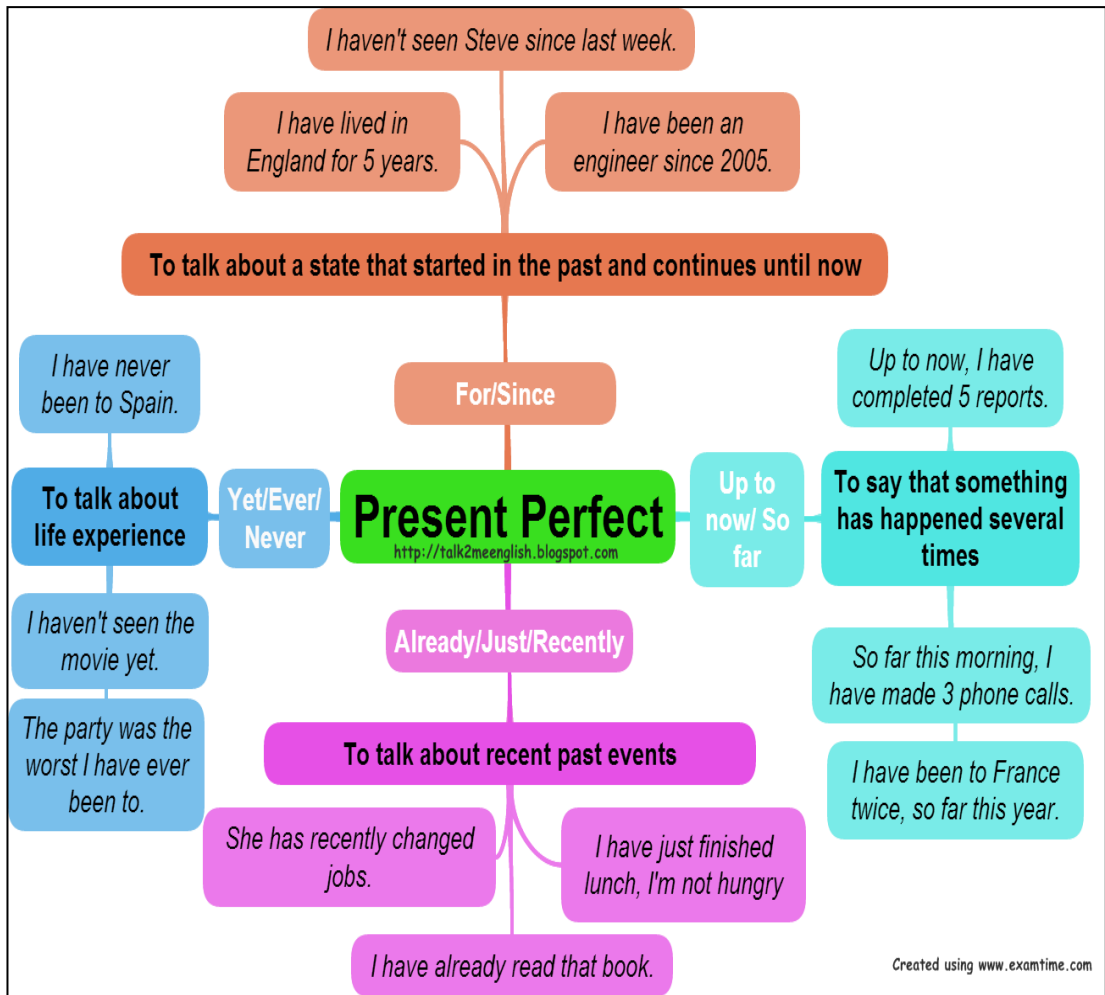 I haven't seen Steve since last week.
I have lived in
England for 5 years.
I have been an
engineer since 2005.
To talk about a state that started in the past and continues until now
For/Since
I have never
been to Spain.
To talk about
life experience
Yet/Ever/
Never
I haven't seen the
movie yet.
The party was the
worst I have ever
been to.
Present Perfect
http://talk2meenglish.blogspot.com
Up to
now/ So
far
Up to now, I have
completed 5 reports.
To say that something
has happened several
times
So far this morning, I
have made 3 phone calls.
I have been to France
twice, so far this year.
Already/Just/Recently
To talk about recent past events
She has recently changed
jobs.
I have just finished
lunch, I'm not hungry
I have already read that book.
Created using www.examtime.com